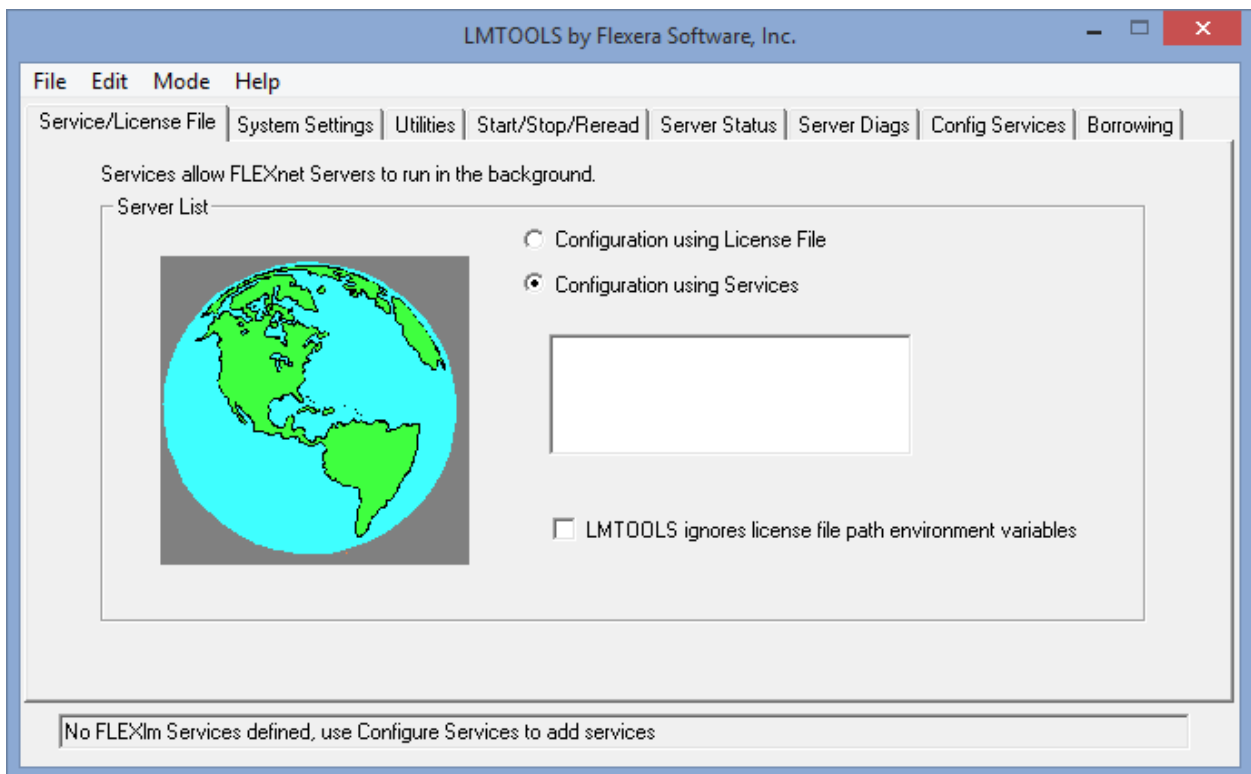 LMTOOLS by Flexera Software, Inc.
File Edit Mode Help
Service/License File System Settings Utilities Start/Stop/Reread Server Status Server Diags Config Services Borrowing
Services allow FLEXnet Servers to run in the background.
Server List
Configuration using License File
Configuration using Services
LMTOOLS ignores license file path environment variables
No FLEXlm Services defined, use Configure Services to add services